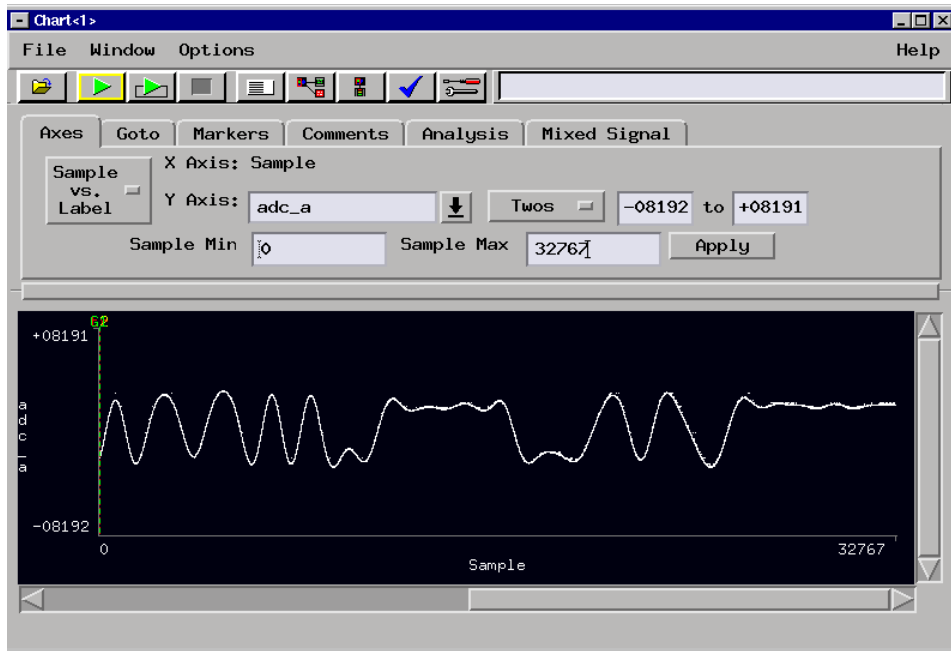 Chart<1>
File Window Options Help
Axes Goto Markers Comments Analysis Mixed Signal
Sample vs. Label
X Axis: Sample
Y Axis: adc_a Twos -08192 to +08191
Sample Min 0 Sample Max 32767 Apply
G2
+08191
adc_a
-08192
0 32767
Sample